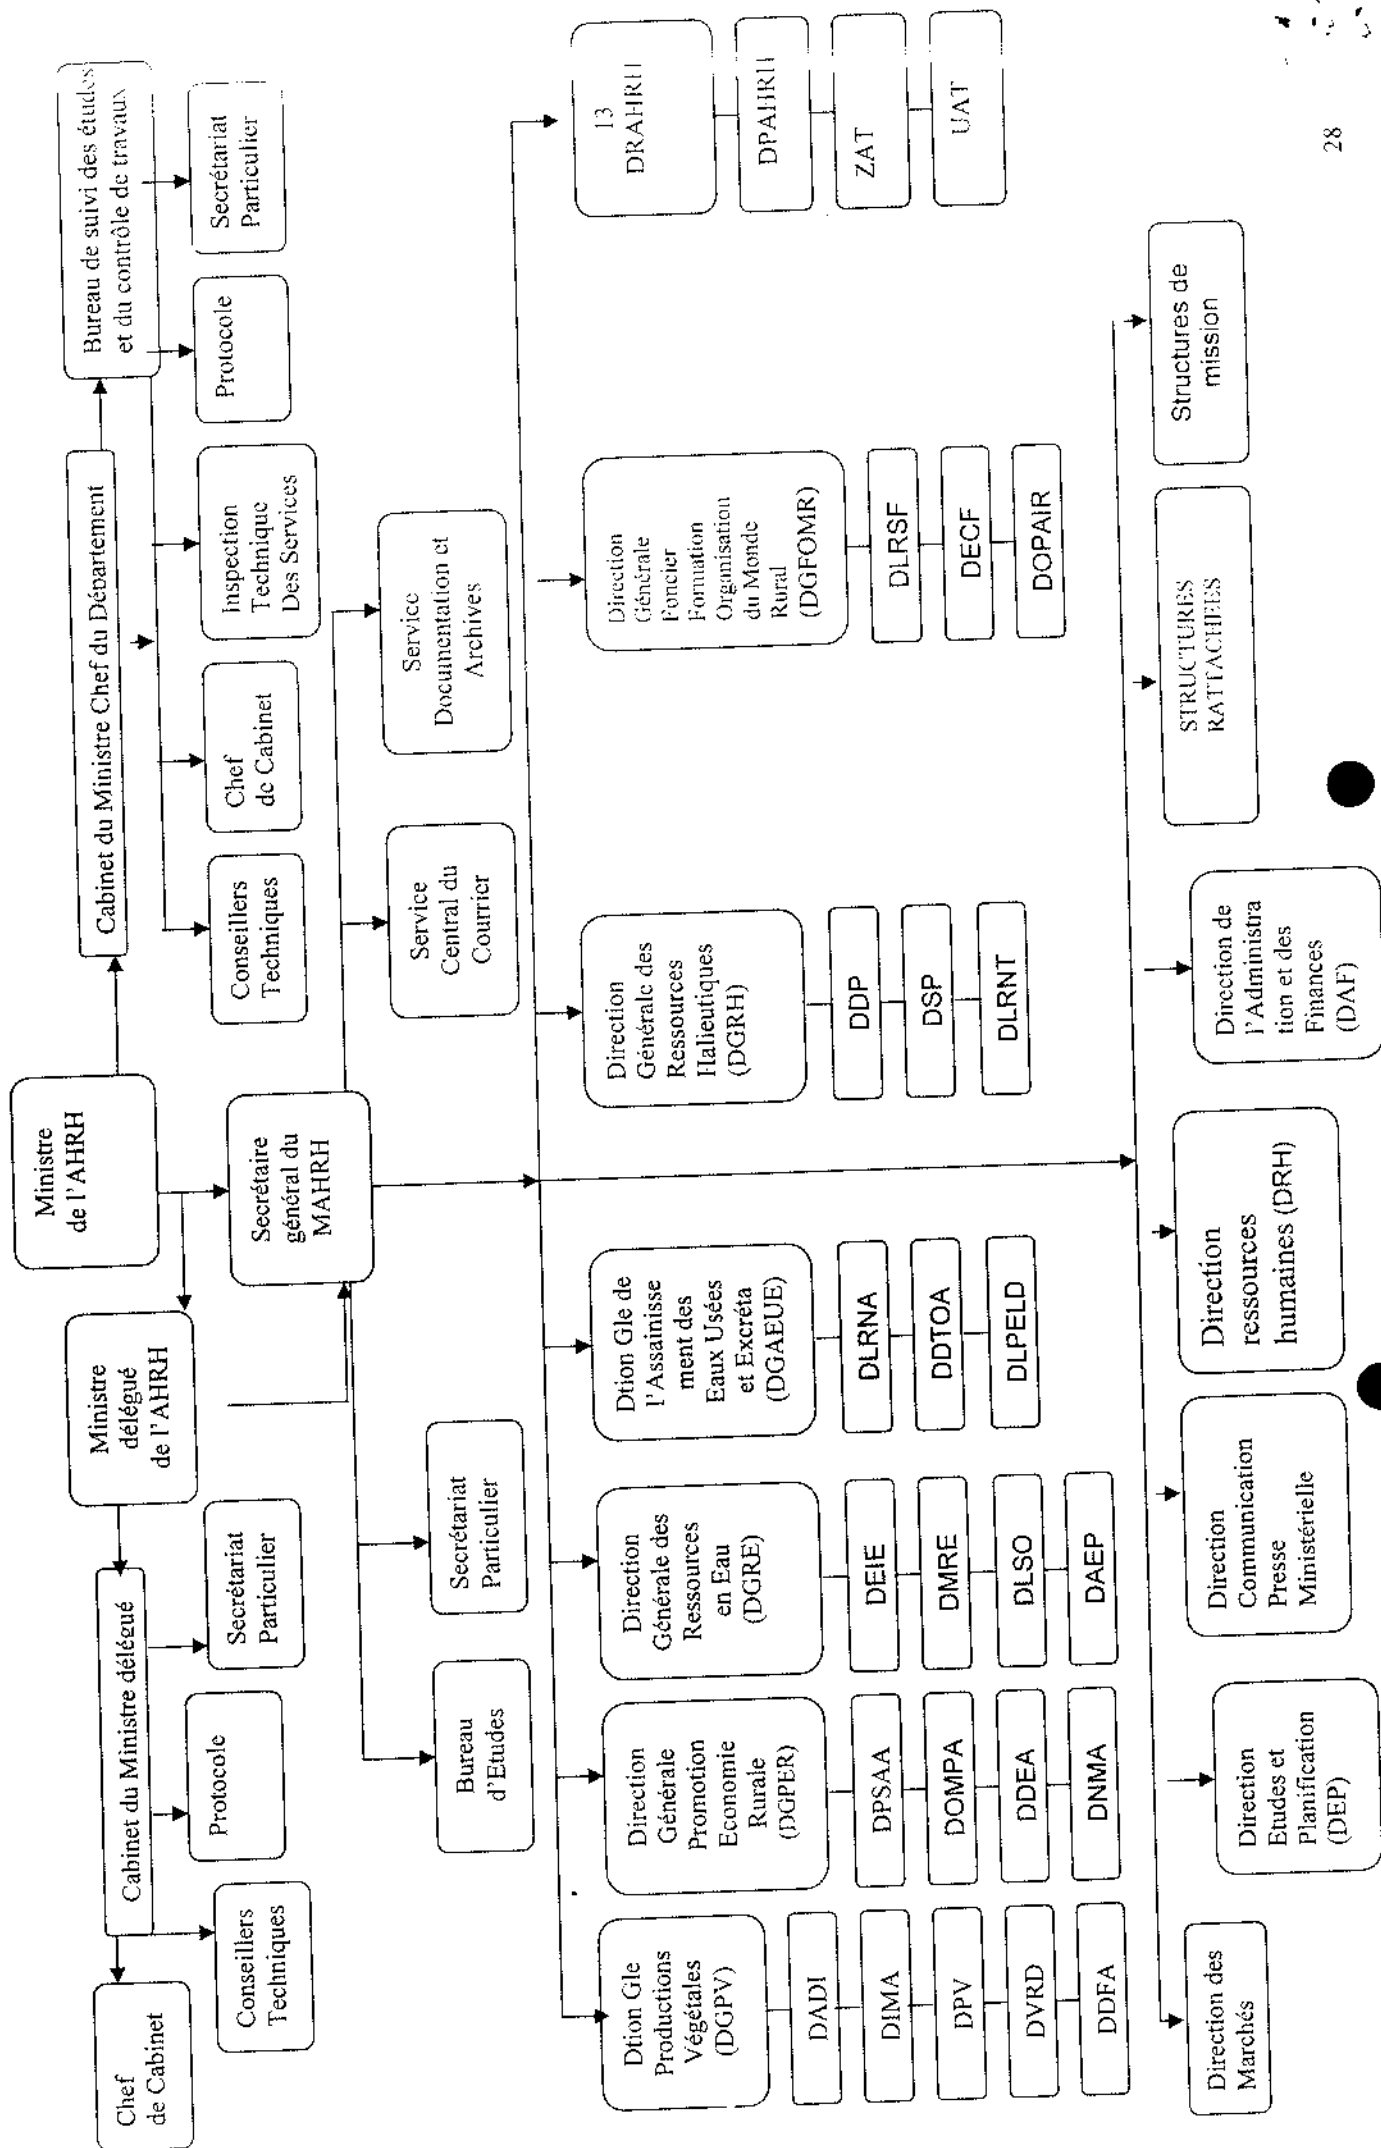 Ministre
de l'AHRH
Ministre
délégué
de l'AHRH
Cabinet du Ministre Chef du Département
Bureau de suivi des études
et du contrôle de travaux
Cabinet du Ministre délégué
Chef
de Cabinet
Conseillers
Techniques
Protocole
Secrétariat
Particulier
Secrétaire
général du
MAHRH
Conseillers
Techniques
Chef
de Cabinet
Inspection
Technique
Des Services
Protocole
Secrétariat
Particulier
Bureau
d'Etudes
Secrétariat
Particulier
Service
Central du
Courrier
Service
Documentation et
Archives
Dtion Gle
Productions
Végétales
(DGPV)
DADI
DIMA
DPV
DVRD
DDFA
Direction
Générale
Promotion
Economie
Rurale
(DGPER)
DPSAA
DOMPA
DDEA
DNMA
Direction
Générale des
Ressources
en Eau
(DGRE)
DEIE
DMRE
DLSO
DAEP
Dtion Gle de
l'Assainisse
ment des
Eaux Usées
et Excréta
(DGAEUE)
DLRNA
DDTOA
DLPELD
Direction
Générale des
Ressources
Halieutiques
(DGRH)
DDP
DSP
DLRNT
Direction
Générale
Foncier
Formation
Organisation
du Monde
Rural
(DGFOMR)
DLRSF
DECF
DOPAIR
13
DRAHRH
DPAHRH
ZAT
UAT
Direction des
Marchés
Direction
Etudes et
Planification
(DEP)
Direction
Communication
Presse
Ministérielle
Direction
ressources
humaines (DRH)
Direction de
l'Administra
tion et des
Finances
(DAF)
STRUCTURES
RATTACHEES
Structures de
mission
28